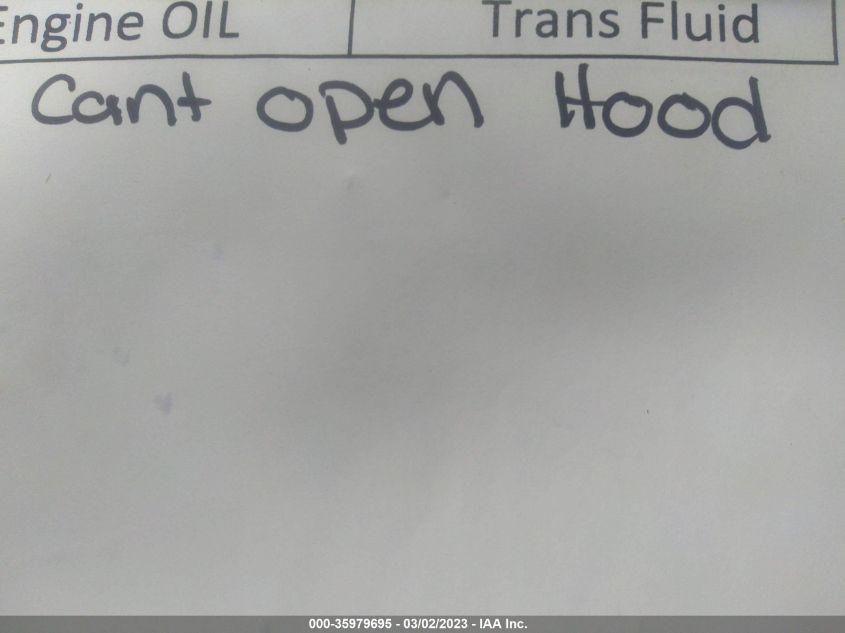 Engine OIL Trans Fluid
Cant open Hood
000-35979695 - 03/02/2023 - IAA Inc.